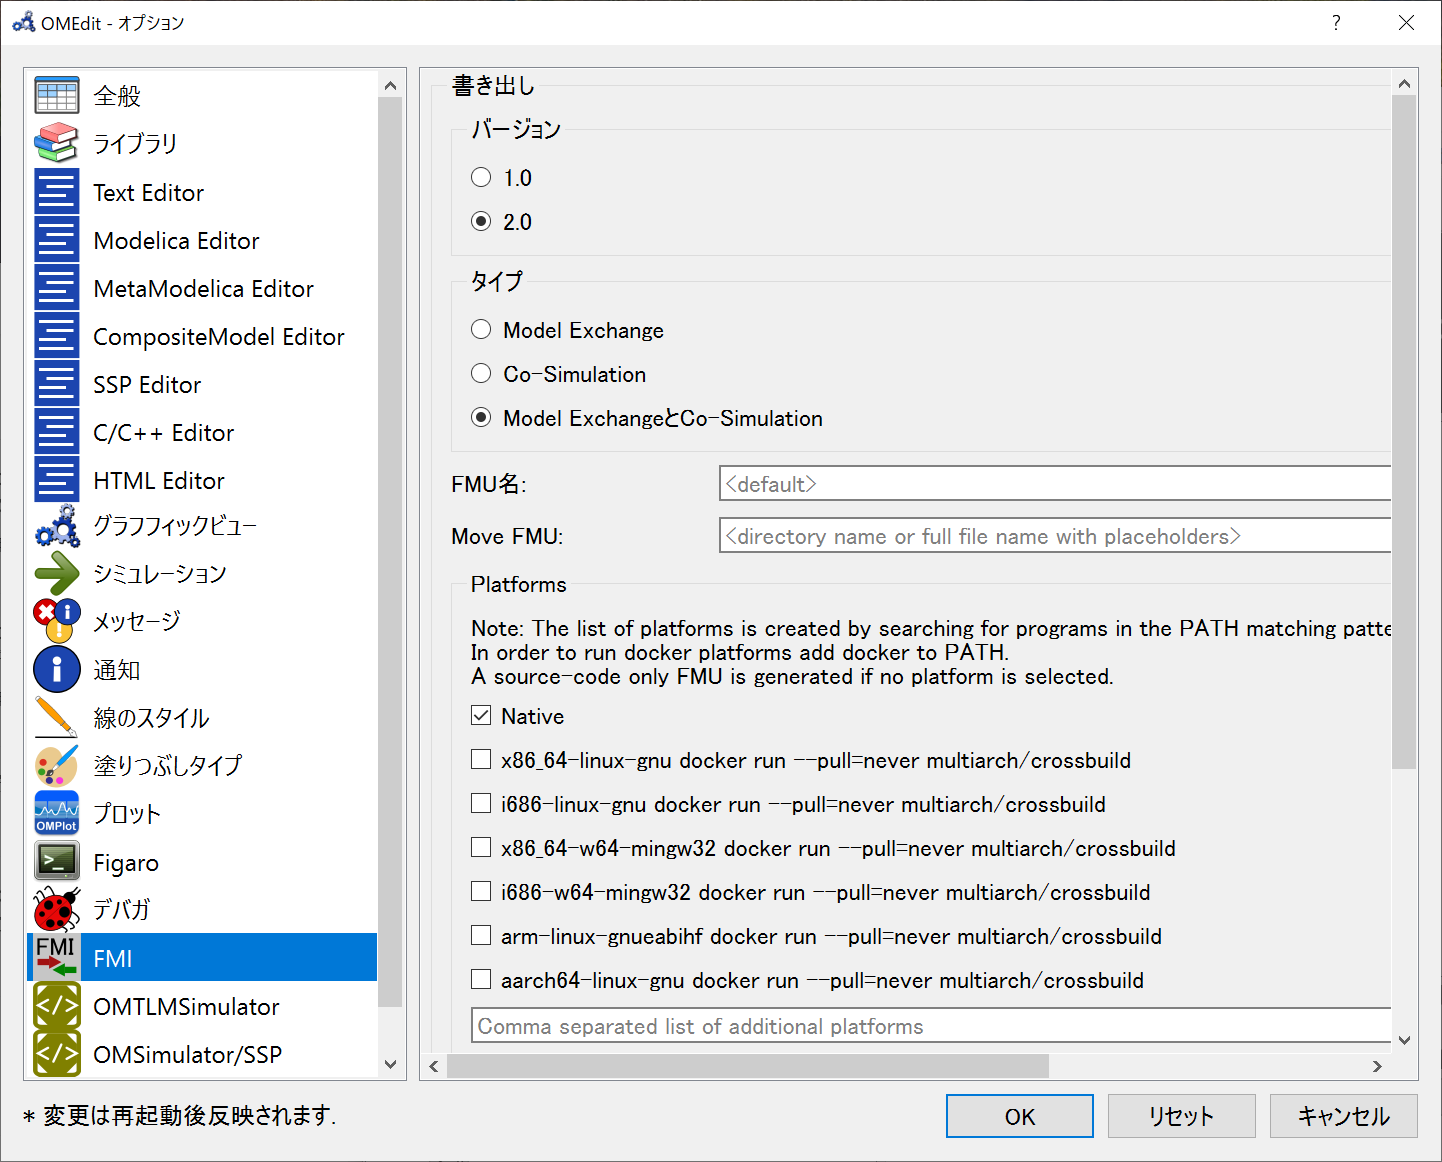 OMEdit - オプション
?
全般
ライブラリ
Text Editor
Modelica Editor
MetaModelica Editor
CompositeModel Editor
SSP Editor
C/C++ Editor
HTML Editor
グラフフィックビュー
シミュレーション
メッセージ
通知
線のスタイル
塗りつぶしタイプ
OMPlot
プロット
Figaro
デバガ
FMI
FMI
OMTLMSimulator
OMSimulator/SSP
書き出し
バージョン
1.0
2.0
タイプ
Model Exchange
Co-Simulation
Model ExchangeとCo-Simulation
FMU名:
<default>
Move FMU:
<directory name or full file name with placeholders>
Platforms
Note: The list of platforms is created by searching for programs in the PATH matching patte
In order to run docker platforms add docker to PATH.
A source-code only FMU is generated if no platform is selected.
Native
x86_64-linux-gnu docker run --pull=never multiarch/crossbuild
i686-linux-gnu docker run --pull=never multiarch/crossbuild
x86_64-w64-mingw32 docker run --pull=never multiarch/crossbuild
i686-w64-mingw32 docker run --pull=never multiarch/crossbuild
arm-linux-gnueabihf docker run --pull=never multiarch/crossbuild
aarch64-linux-gnu docker run --pull=never multiarch/crossbuild
Comma separated list of additional platforms
* 変更は再起動後反映されます.
OK
リセット
キャンセル